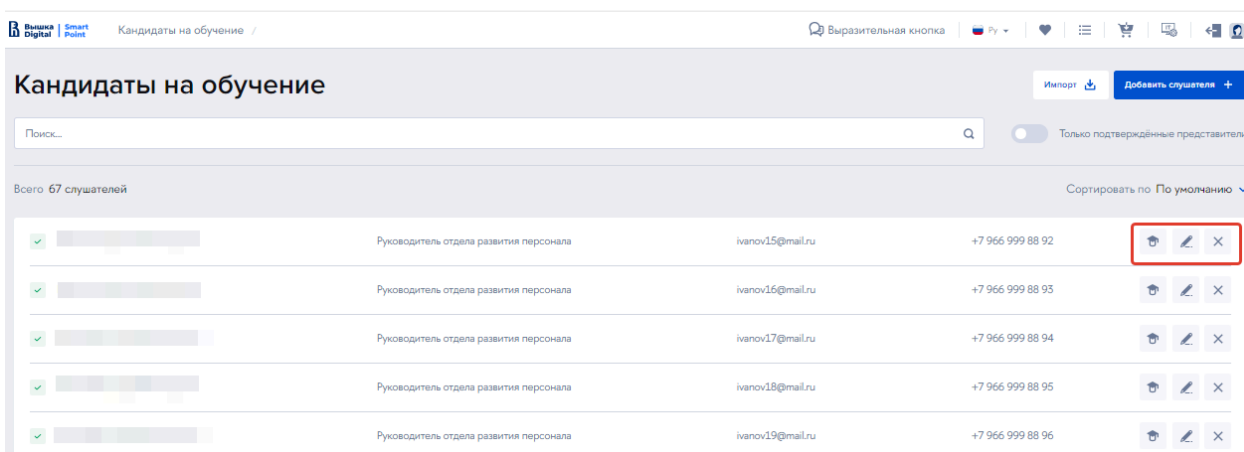 Вышка Digital | Smart Point
Кандидаты на обучение /
Выразительная кнопка
Ру
Кандидаты на обучение
Импорт
Добавить слушателя +
Поиск...
Только подтверждённые представители
Всего 67 слушателей
Сортировать по По умолчанию
Руководитель отдела развития персонала ivanov15@mail.ru +7 966 999 88 92
Руководитель отдела развития персонала ivanov16@mail.ru +7 966 999 88 93
Руководитель отдела развития персонала ivanov17@mail.ru +7 966 999 88 94
Руководитель отдела развития персонала ivanov18@mail.ru +7 966 999 88 95
Руководитель отдела развития персонала ivanov19@mail.ru +7 966 999 88 96